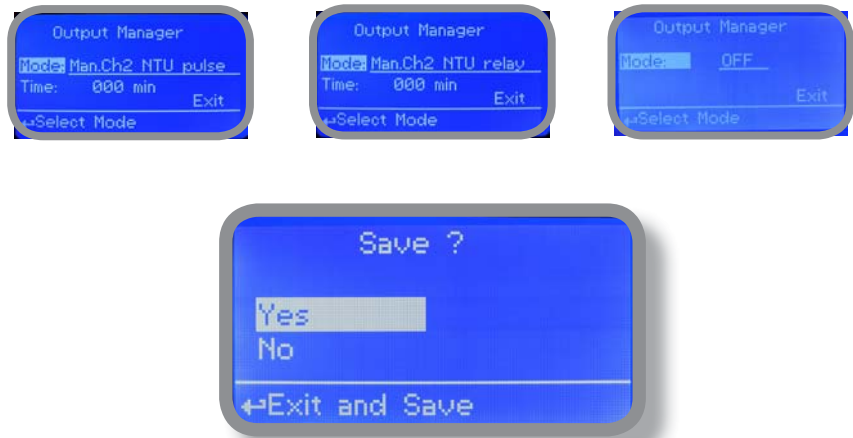 Output Manager
Mode: Man.Ch2 NTU pulse
Time: 000 min
Exit
↵Select Mode
Output Manager
Mode: Man.Ch2 NTU relay
Time: 000 min
Exit
↵Select Mode
Output Manager
Mode: OFF
Exit
↵Select Mode
Save ?
Yes
No
↵Exit and Save